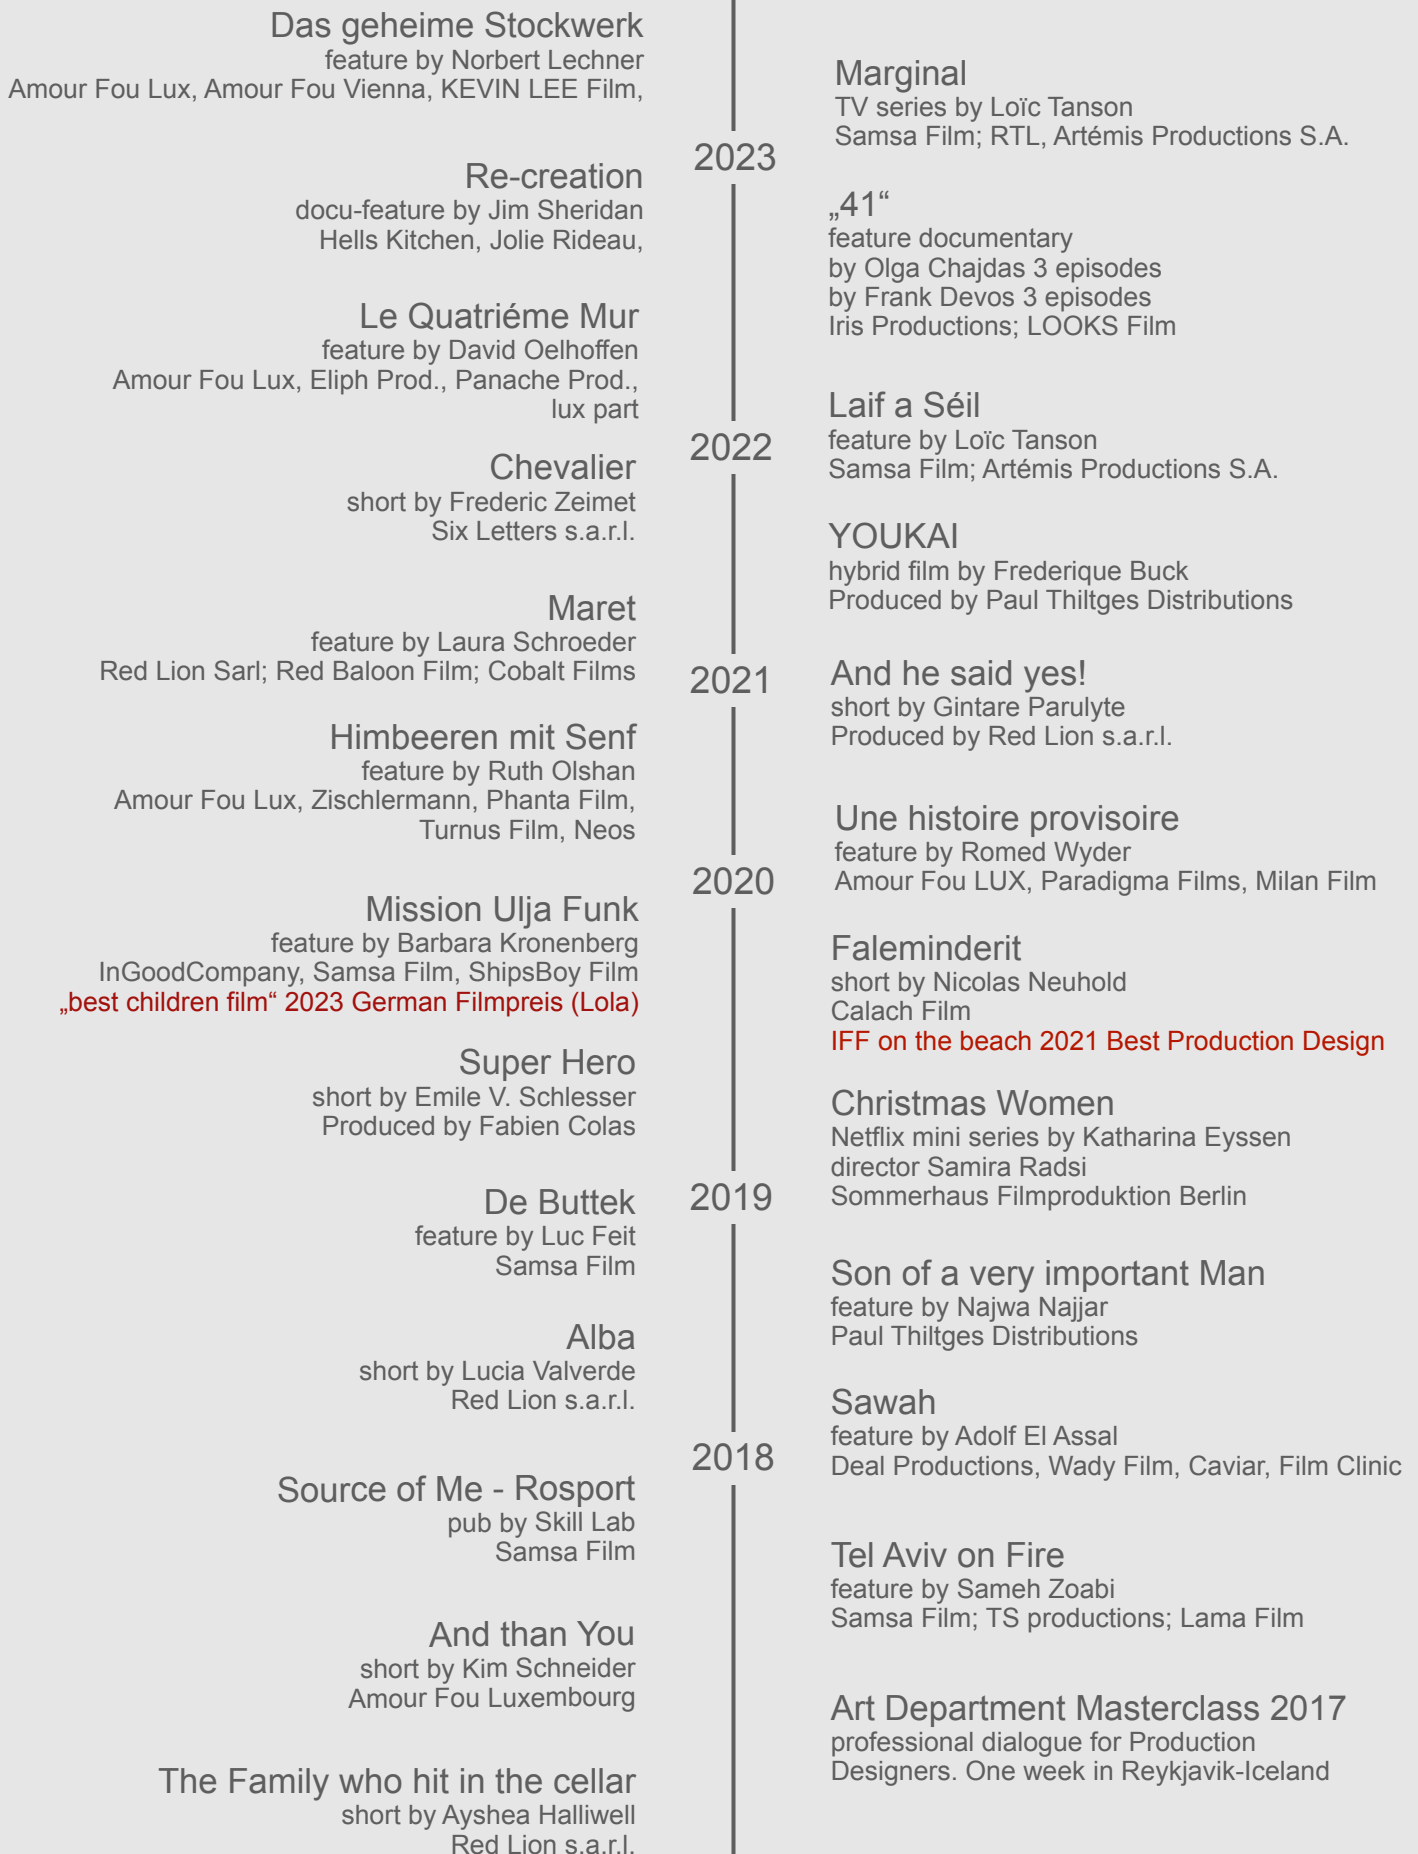 Das geheime Stockwerk
feature by Norbert Lechner
Amour Fou Lux, Amour Fou Vienna, KEVIN LEE Film,
Marginal
TV series by Loïc Tanson
Samsa Film; RTL, Artémis Productions S.A.
2023
Re-creation
docu-feature by Jim Sheridan
Hells Kitchen, Jolie Rideau,
„41“
feature documentary
by Olga Chajdas 3 episodes
by Frank Devos 3 episodes
Iris Productions; LOOKS Film
Le Quatriéme Mur
feature by David Oelhoffen
Amour Fou Lux, Eliph Prod., Panache Prod.,
lux part
Laif a Séil
feature by Loïc Tanson
Samsa Film; Artémis Productions S.A.
2022
Chevalier
short by Frederic Zeimet
Six Letters s.a.r.l.
YOUKAI
hybrid film by Frederique Buck
Produced by Paul Thiltges Distributions
Maret
feature by Laura Schroeder
Red Lion Sarl; Red Baloon Film; Cobalt Films
2021
And he said yes!
short by Gintare Parulyte
Produced by Red Lion s.a.r.l.
Himbeeren mit Senf
feature by Ruth Olshan
Amour Fou Lux, Zischlermann, Phanta Film,
Turnus Film, Neos
Une histoire provisoire
feature by Romed Wyder
Amour Fou LUX, Paradigma Films, Milan Film
2020
Mission Ulja Funk
feature by Barbara Kronenberg
InGoodCompany, Samsa Film, ShipsBoy Film
„best children film“ 2023 German Filmpreis (Lola)
Faleminderit
short by Nicolas Neuhold
Calach Film
IFF on the beach 2021 Best Production Design
Super Hero
short by Emile V. Schlesser
Produced by Fabien Colas
Christmas Women
Netflix mini series by Katharina Eyssen
director Samira Radsi
Sommerhaus Filmproduktion Berlin
2019
De Buttek
feature by Luc Feit
Samsa Film
Son of a very important Man
feature by Najwa Najjar
Paul Thiltges Distributions
Alba
short by Lucia Valverde
Red Lion s.a.r.l.
Sawah
feature by Adolf El Assal
Deal Productions, Wady Film, Caviar, Film Clinic
2018
Source of Me - Rosport
pub by Skill Lab
Samsa Film
Tel Aviv on Fire
feature by Sameh Zoabi
Samsa Film; TS productions; Lama Film
And than You
short by Kim Schneider
Amour Fou Luxembourg
Art Department Masterclass 2017
professional dialogue for Production
Designers. One week in Reykjavik-Iceland
The Family who hit in the cellar
short by Ayshea Halliwell
Red Lion s.a.r.l.